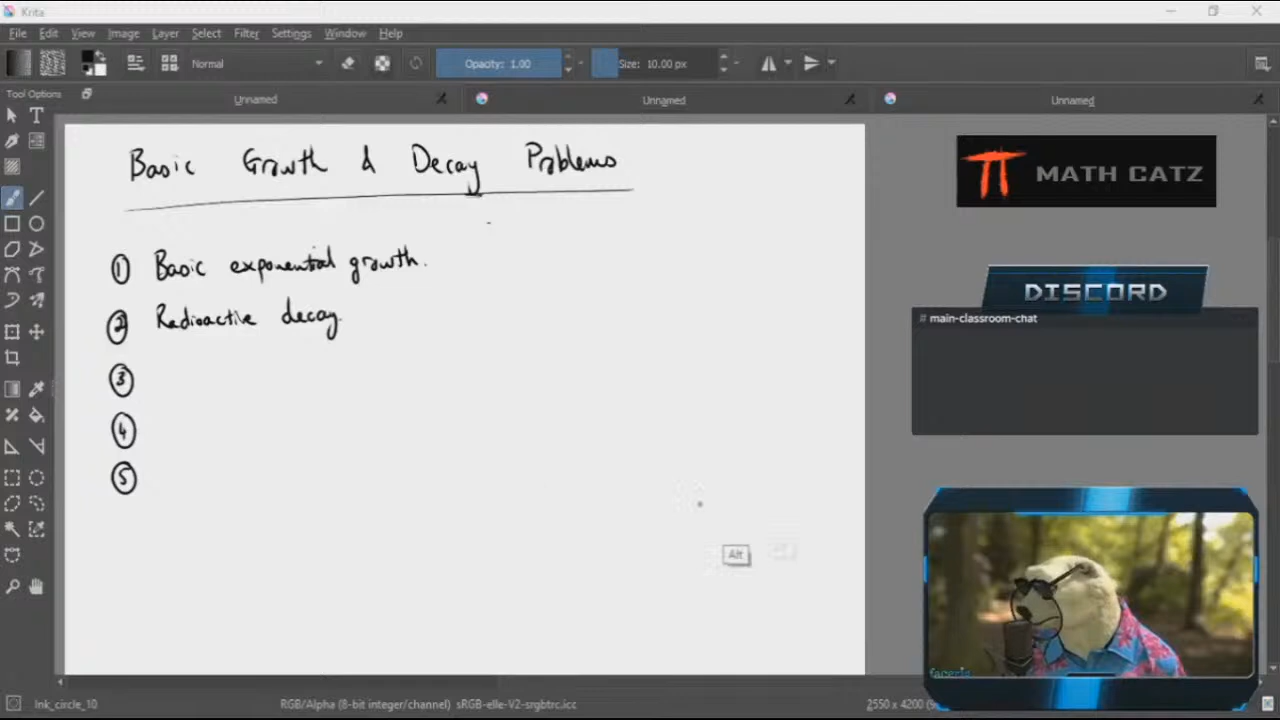 Krita
File Edit View Image Layer Select Filter Settings Window Help
Normal Opacity: 1.00 Size: 10.00 px
Tool Options Unnamed Unnamed Unnamed
Basic Growth & Decay Problems
① Basic exponential growth.
② Radioactive decay.
③
④
⑤
Alt
MATH CATZ
DISCORD
# main-classroom-chat
facerig
Ink_circle_10 RGB/Alpha (8-bit integer/channel) sRGB-elle-V2-srgbtrc.icc 2550 x 4200